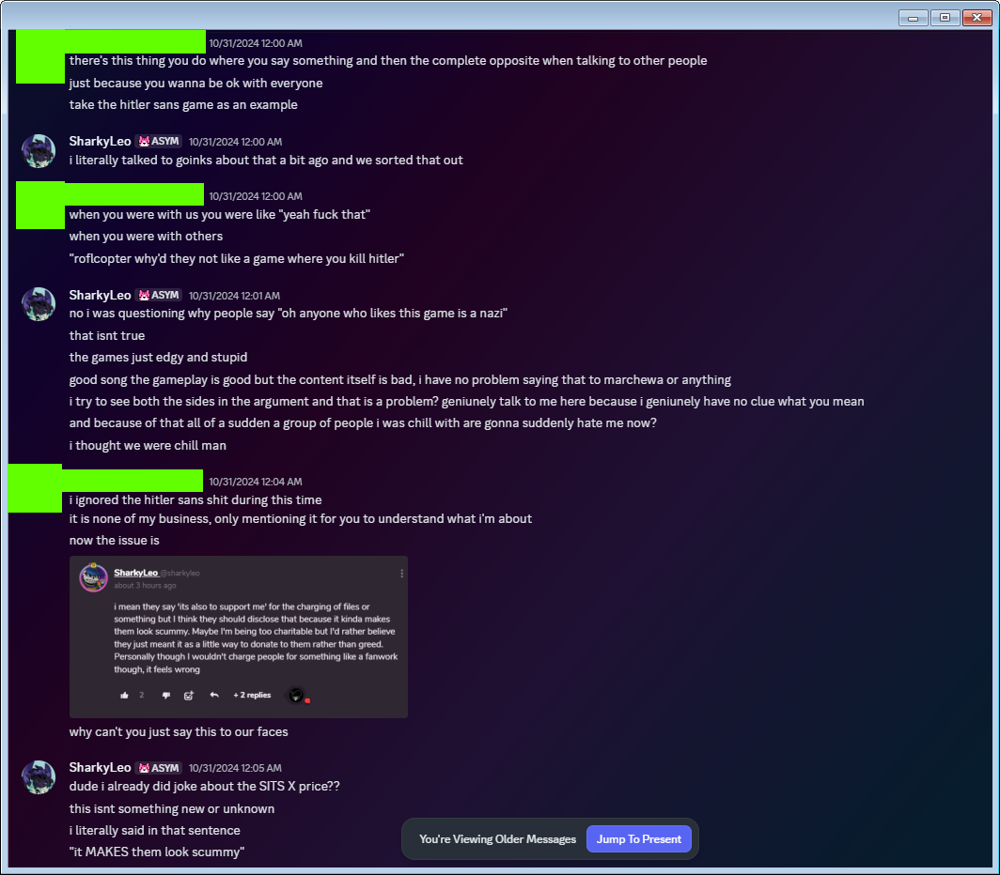 10/31/2024 12:00 AM
there's this thing you do where you say something and then the complete opposite when talking to other people
just because you wanna be ok with everyone
take the hitler sans game as an example
SharkyLeo ASYM 10/31/2024 12:00 AM
i literally talked to goinks about that a bit ago and we sorted that out
10/31/2024 12:00 AM
when you were with us you were like "yeah fuck that"
when you were with others
"roflcopter why'd they not like a game where you kill hitler"
SharkyLeo ASYM 10/31/2024 12:01 AM
no i was questioning why people say "oh anyone who likes this game is a nazi"
that isnt true
the games just edgy and stupid
good song the gameplay is good but the content itself is bad, i have no problem saying that to marchewa or anything
i try to see both the sides in the argument and that is a problem? geniunely talk to me here because i geniunely have no clue what you mean
and because of that all of a sudden a group of people i was chill with are gonna suddenly hate me now?
i thought we were chill man
10/31/2024 12:04 AM
i ignored the hitler sans shit during this time
it is none of my business, only mentioning it for you to understand what i'm about
now the issue is
SharkyLeo @sharkyleo
about 3 hours ago
i mean they say 'its also to support me' for the charging of files or
something but I think they should disclose that because it kinda makes
them look scummy. Maybe I'm being too charitable but I'd rather believe
they just meant it as a little way to donate to them rather than greed.
Personally though I wouldn't charge people for something like a fanwork
though, it feels wrong
2 + 2 replies
why can't you just say this to our faces
SharkyLeo ASYM 10/31/2024 12:05 AM
dude i already did joke about the SITS X price??
this isnt something new or unknown
i literally said in that sentence
"it MAKES them look scummy"
You're Viewing Older Messages Jump To Present